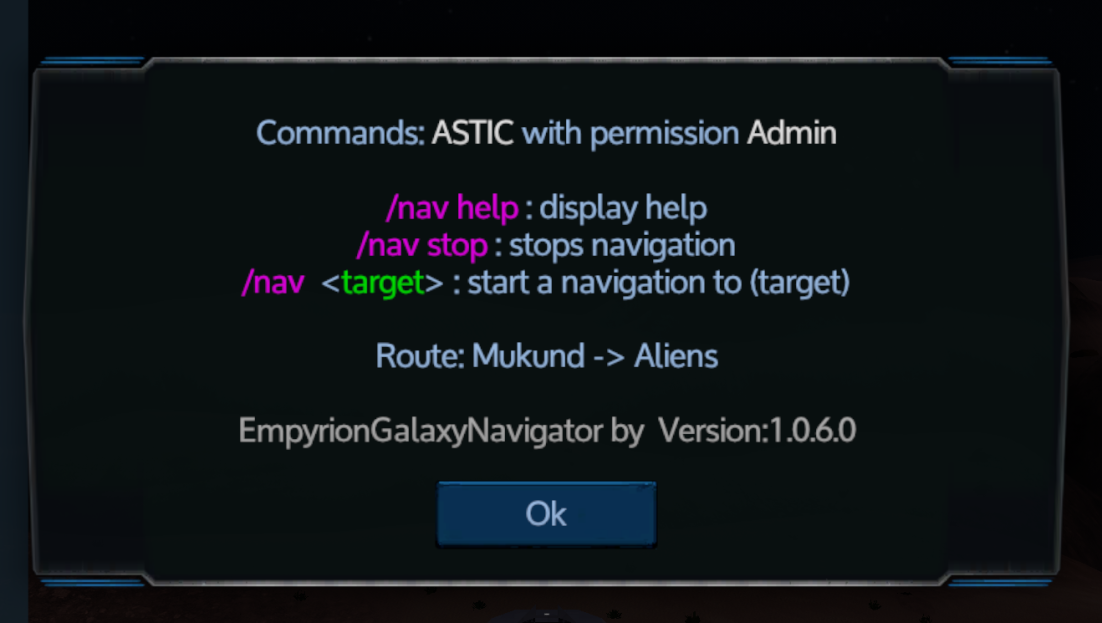 Commands: ASTIC with permission Admin
/nav help : display help
/nav stop : stops navigation
/nav <target> : start a navigation to (target)
Route: Mukund -> Aliens
EmpyrionGalaxyNavigator by Version:1.0.6.0
Ok